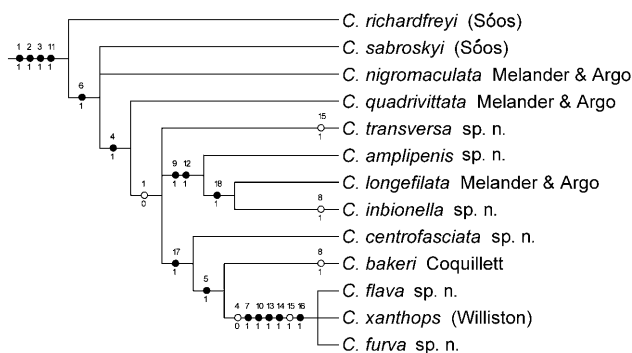 C. richardfreyi (Sóos)
1 2 3 11
1 1 1 1
C. sabroskyi (Sóos)
C. nigromaculata Melander & Argo
6
1
C. quadrivittata Melander & Argo
4
1
15
C. transversa sp. n.
1
C. amplipenis sp. n.
9 12
1 1
1
0
18
1
C. longefilata Melander & Argo
8
C. inbionella sp. n.
1
C. centrofasciata sp. n.
17
1
8
C. bakeri Coquillett
1
5
1
C. flava sp. n.
4 7 10 13 14 15 16
C. xanthops (Williston)
0 1 1 1 1 1 1
C. furva sp. n.